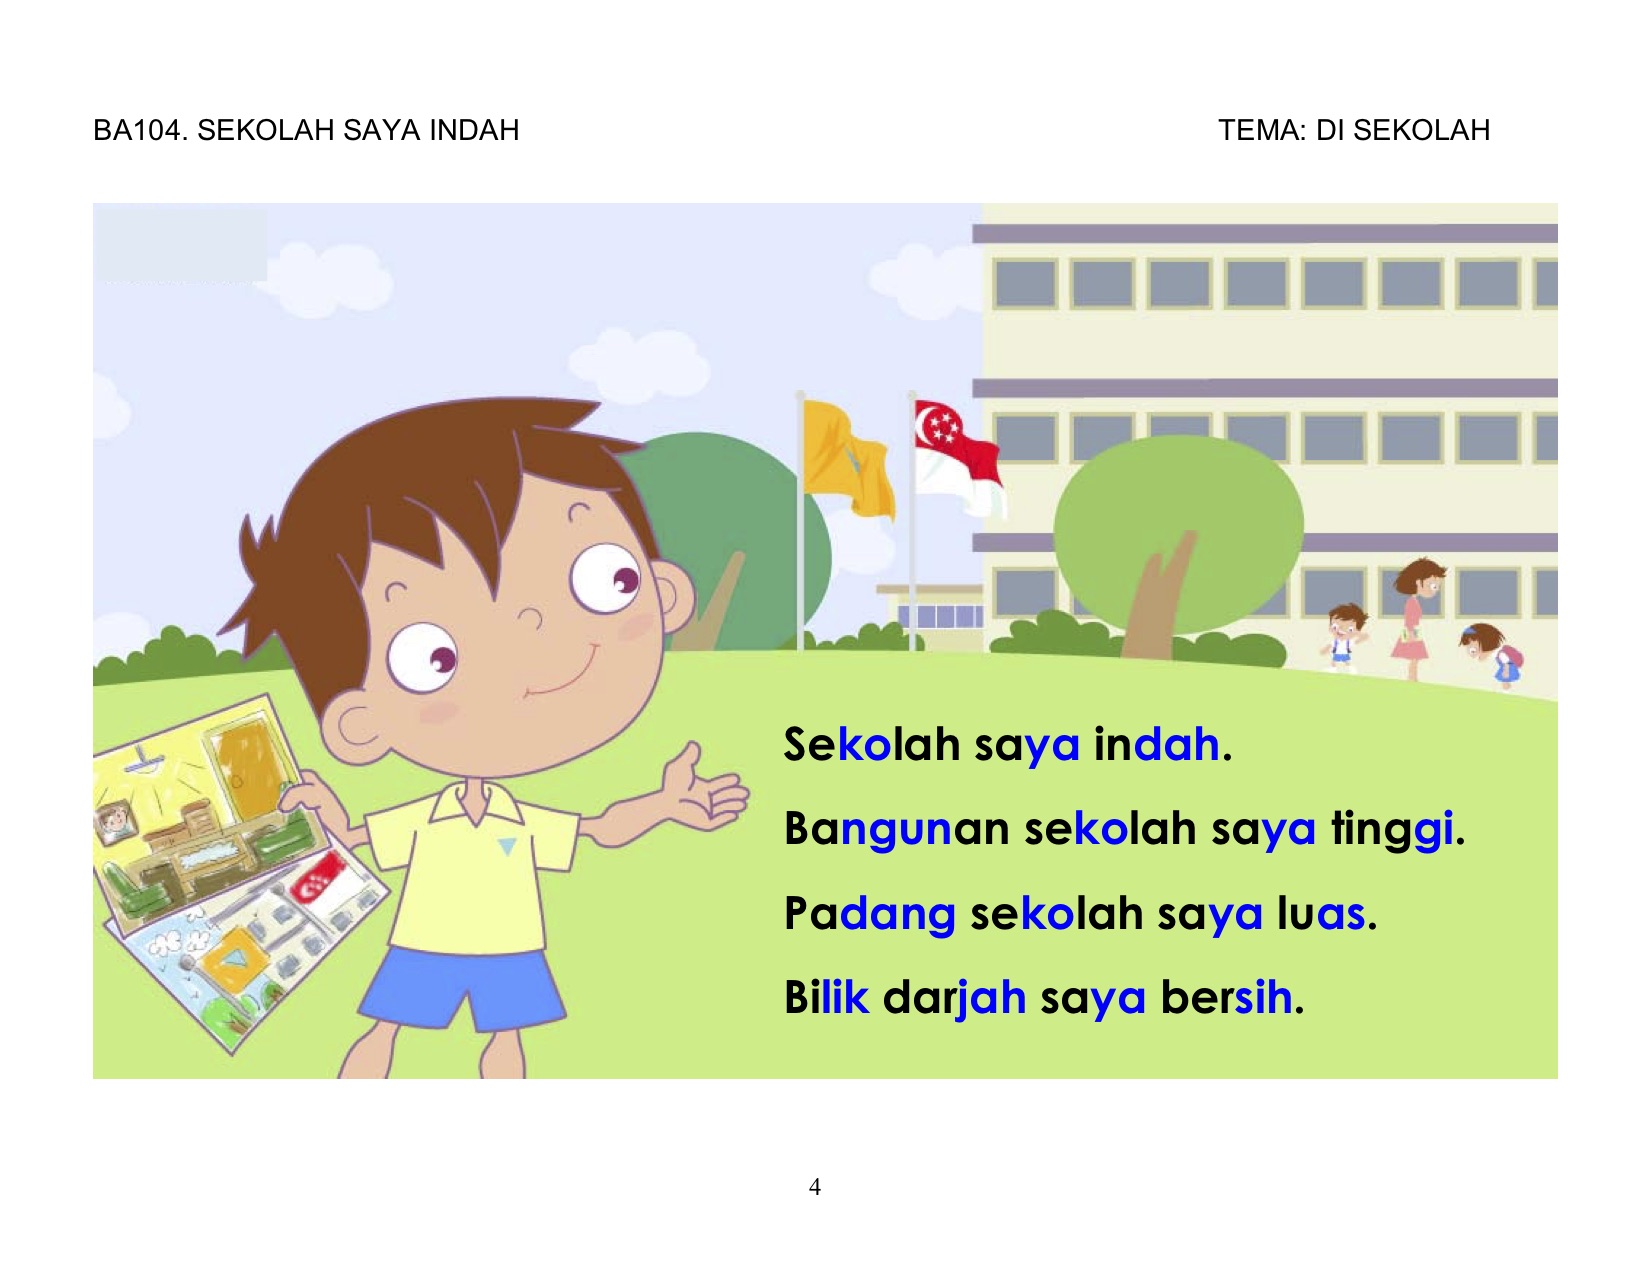 BA104. SEKOLAH SAYA INDAH
TEMA: DI SEKOLAH
Sekolah saya indah.
Bangunan sekolah saya tinggi.
Padang sekolah saya luas.
Bilik darjah saya bersih.
4